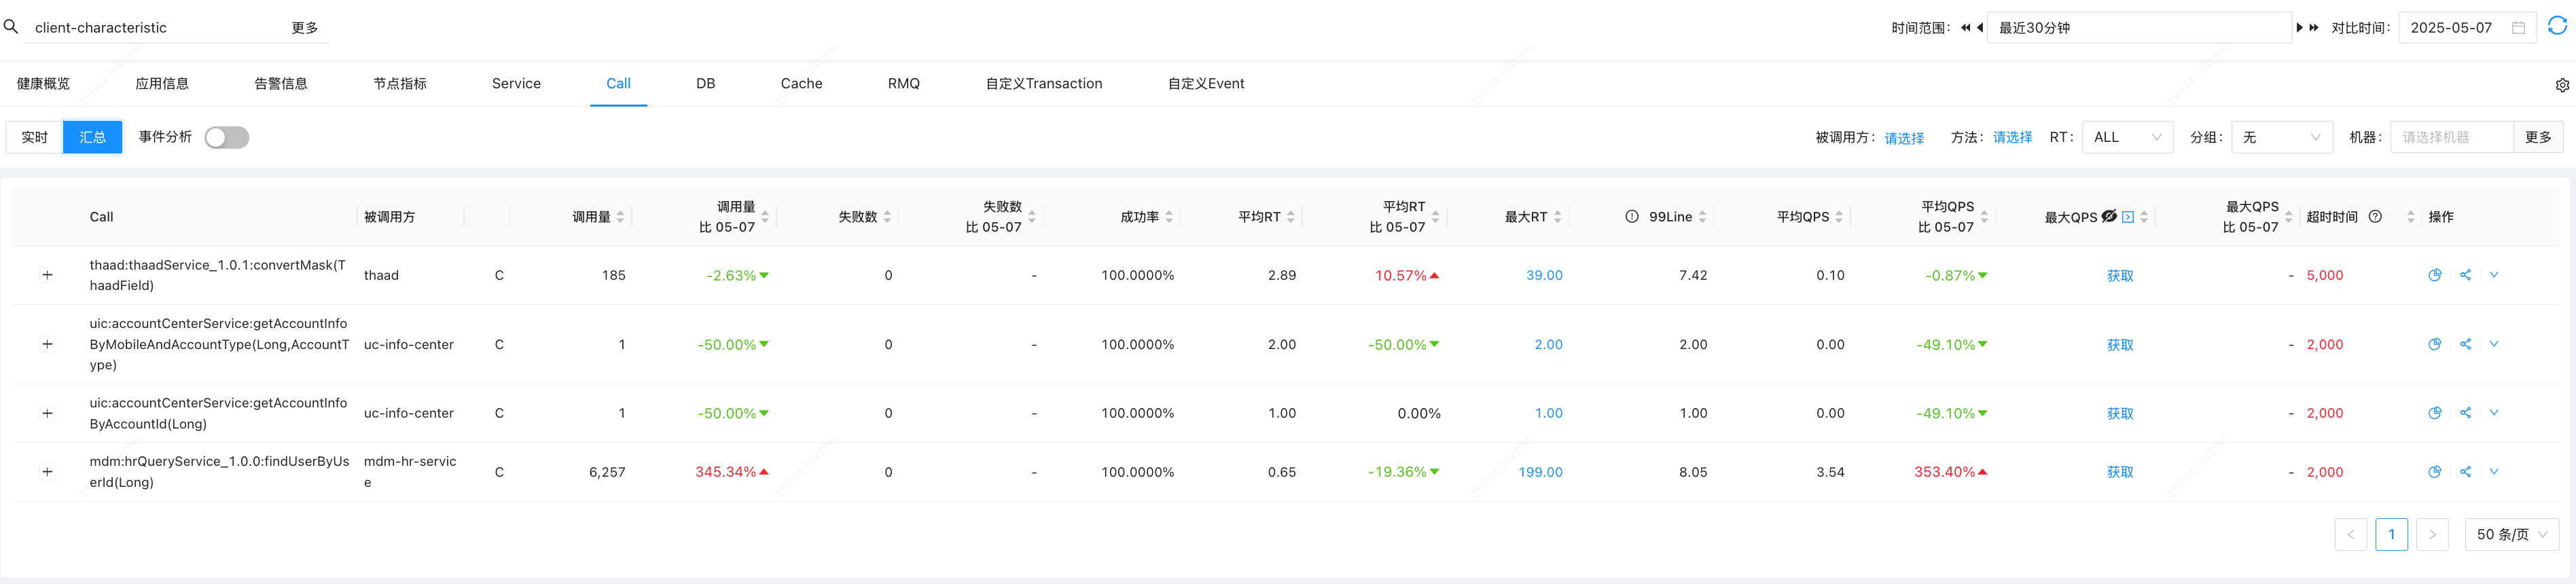 client-characteristic 更多 时间范围: 最近30分钟 对比时间: 2025-05-07
健康概览 应用信息 告警信息 节点指标 Service Call DB Cache RMQ 自定义Transaction 自定义Event
实时 汇总 事件分析 被调用方: 请选择 方法: 请选择 RT: ALL 分组: 无 机器: 请选择机器 更多
Call 被调用方 调用量 调用量 比 05-07 失败数 失败数 比 05-07 成功率 平均RT 平均RT 比 05-07 最大RT 99Line 平均QPS 平均QPS 比 05-07 最大QPS 最大QPS 比 05-07 超时时间 操作
thaad:thaadService_1.0.1:convertMask(T
haadField)
thaad C 185 -2.63% 0 - 100.0000% 2.89 10.57% 39.00 7.42 0.10 -0.87% 获取 - 5,000
uic:accountCenterService:getAccountInfo
ByMobileAndAccountType(Long,AccountT
ype)
uc-info-center C 1 -50.00% 0 - 100.0000% 2.00 -50.00% 2.00 2.00 0.00 -49.10% 获取 - 2,000
uic:accountCenterService:getAccountInfo
ByAccountId(Long)
uc-info-center C 1 -50.00% 0 - 100.0000% 1.00 0.00% 1.00 1.00 0.00 -49.10% 获取 - 2,000
mdm:hrQueryService_1.0.0:findUserByUs
erId(Long)
mdm-hr-servic
e
C 6,257 345.34% 0 - 100.0000% 0.65 -19.36% 199.00 8.05 3.54 353.40% 获取 - 2,000
1 50 条/页